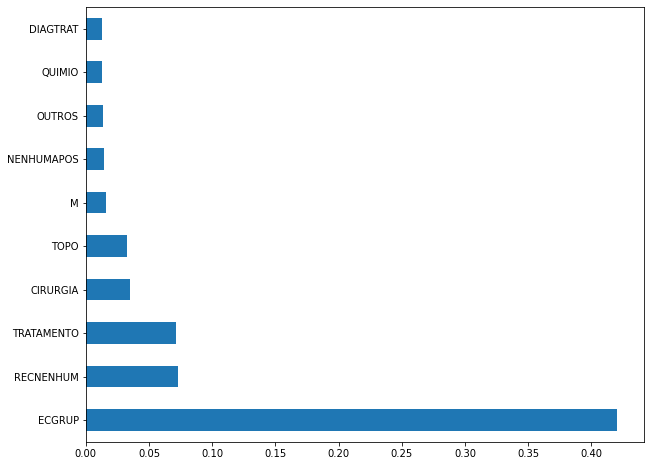 DIAGTRAT
QUIMIO
OUTROS
NENHUMAPOS
M
TOPO
CIRURGIA
TRATAMENTO
RECNENHUM
ECGRUP
0.00 0.05 0.10 0.15 0.20 0.25 0.30 0.35 0.40